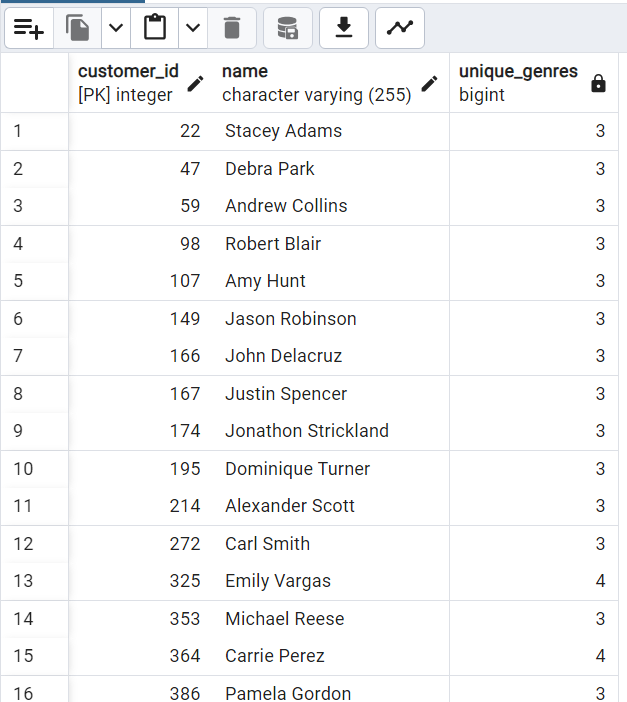 customer_id name unique_genres
[PK] integer character varying (255) bigint
1 22 Stacey Adams 3
2 47 Debra Park 3
3 59 Andrew Collins 3
4 98 Robert Blair 3
5 107 Amy Hunt 3
6 149 Jason Robinson 3
7 166 John Delacruz 3
8 167 Justin Spencer 3
9 174 Jonathon Strickland 3
10 195 Dominique Turner 3
11 214 Alexander Scott 3
12 272 Carl Smith 3
13 325 Emily Vargas 4
14 353 Michael Reese 3
15 364 Carrie Perez 4
16 386 Pamela Gordon 3